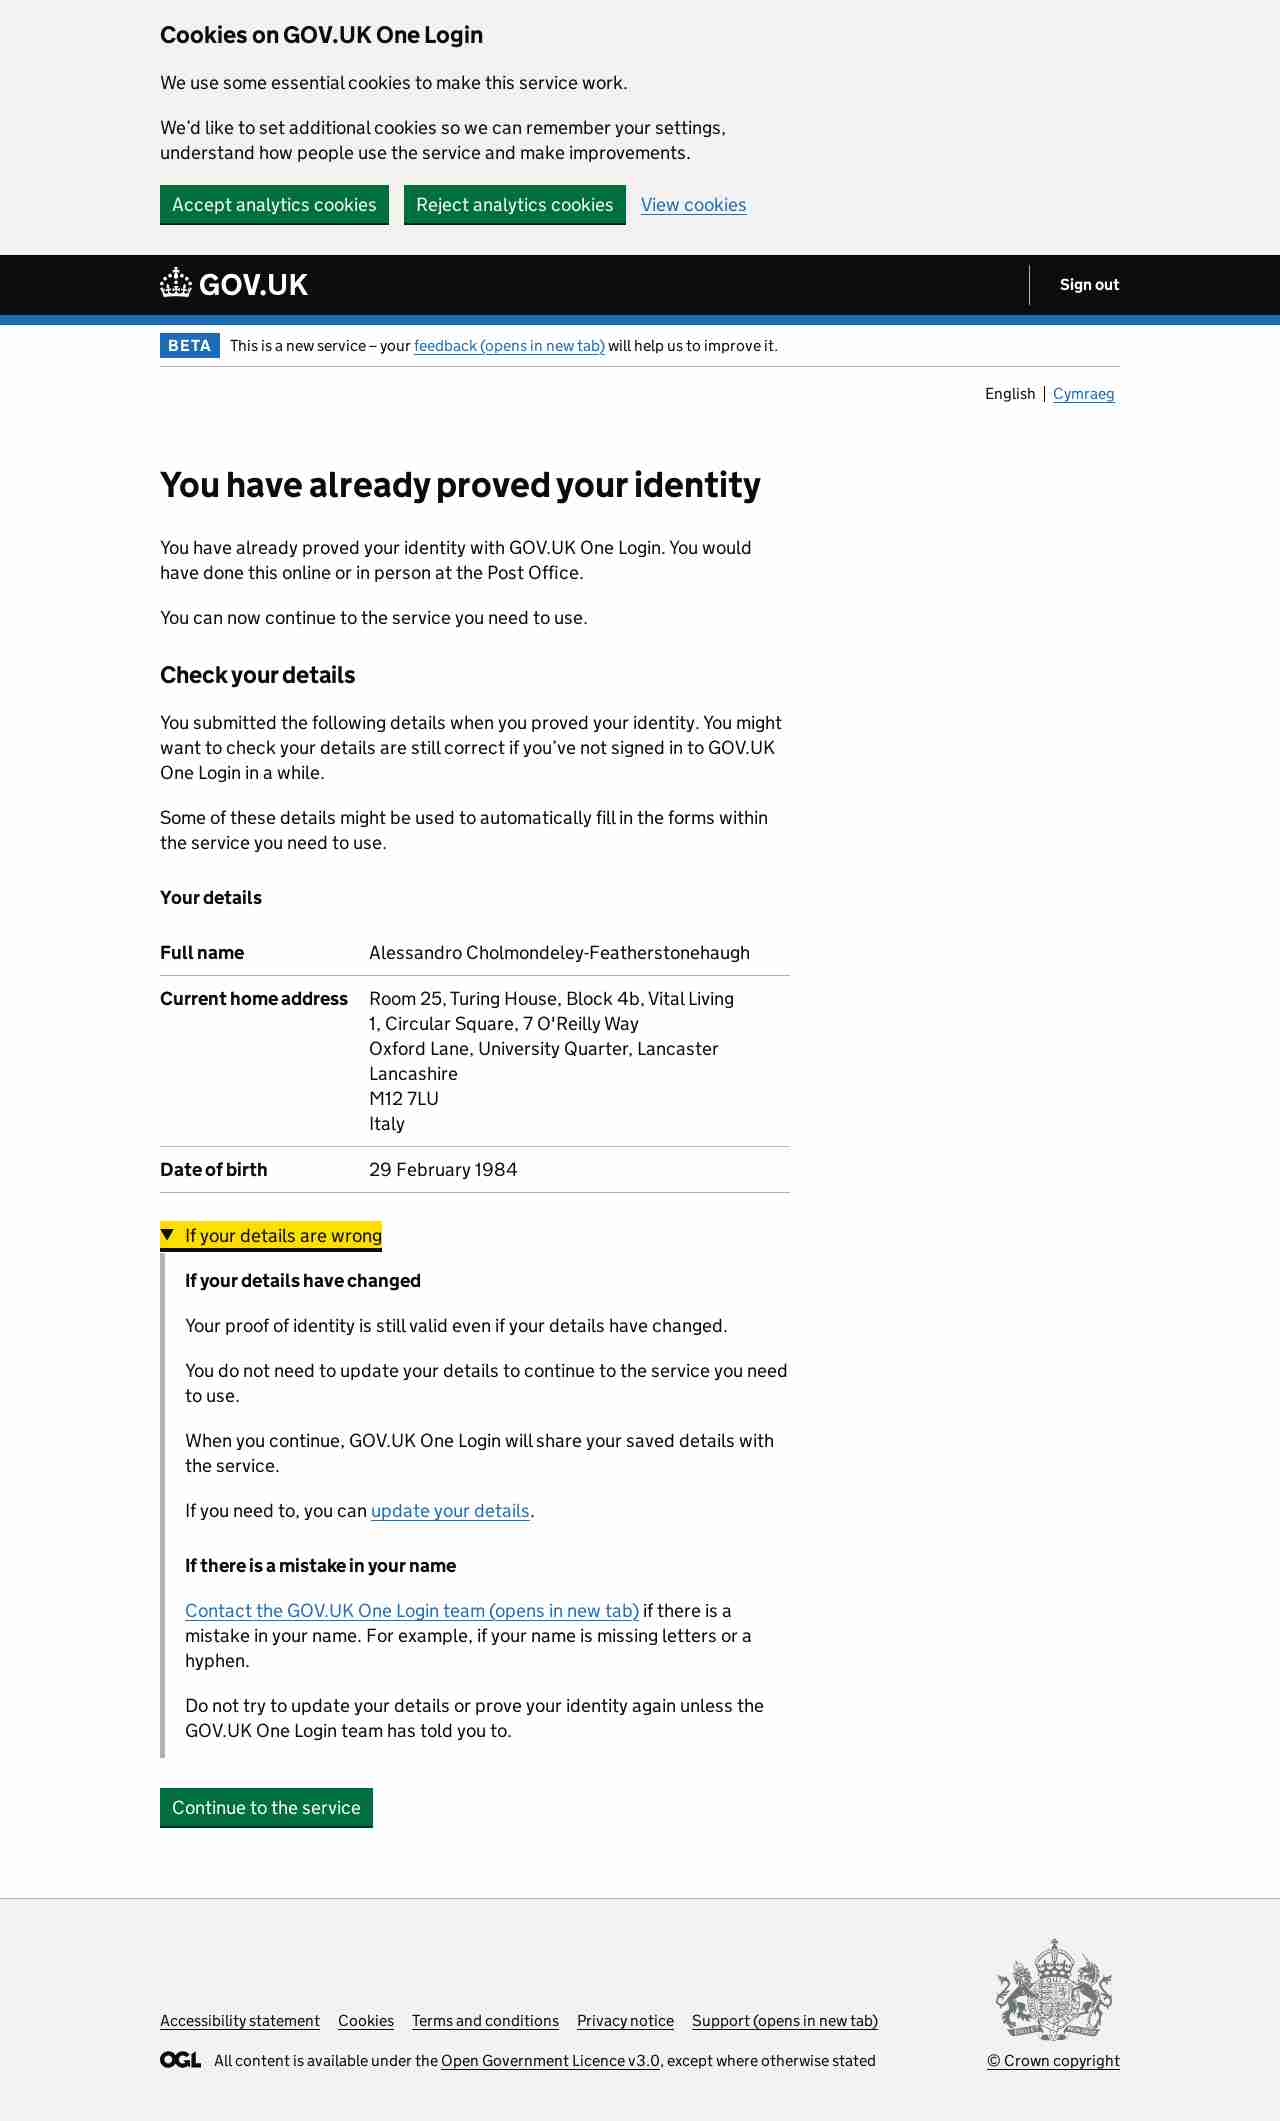 Cookies on GOV.UK One Login
We use some essential cookies to make this service work.
We’d like to set additional cookies so we can remember your settings,
understand how people use the service and make improvements.
Accept analytics cookies
Reject analytics cookies
View cookies
GOV.UK
Sign out
BETA
This is a new service – your feedback (opens in new tab) will help us to improve it.
English
Cymraeg
You have already proved your identity
You have already proved your identity with GOV.UK One Login. You would
have done this online or in person at the Post Office.
You can now continue to the service you need to use.
Check your details
You submitted the following details when you proved your identity. You might
want to check your details are still correct if you’ve not signed in to GOV.UK
One Login in a while.
Some of these details might be used to automatically fill in the forms within
the service you need to use.
Your details
Full name
Alessandro Cholmondeley-Featherstonehaugh
Current home address
Room 25, Turing House, Block 4b, Vital Living
1, Circular Square, 7 O'Reilly Way
Oxford Lane, University Quarter, Lancaster
Lancashire
M12 7LU
Italy
Date of birth
29 February 1984
If your details are wrong
If your details have changed
Your proof of identity is still valid even if your details have changed.
You do not need to update your details to continue to the service you need
to use.
When you continue, GOV.UK One Login will share your saved details with
the service.
If you need to, you can update your details.
If there is a mistake in your name
Contact the GOV.UK One Login team (opens in new tab) if there is a
mistake in your name. For example, if your name is missing letters or a
hyphen.
Do not try to update your details or prove your identity again unless the
GOV.UK One Login team has told you to.
Continue to the service
Accessibility statement
Cookies
Terms and conditions
Privacy notice
Support (opens in new tab)
OGL
All content is available under the Open Government Licence v3.0, except where otherwise stated
© Crown copyright